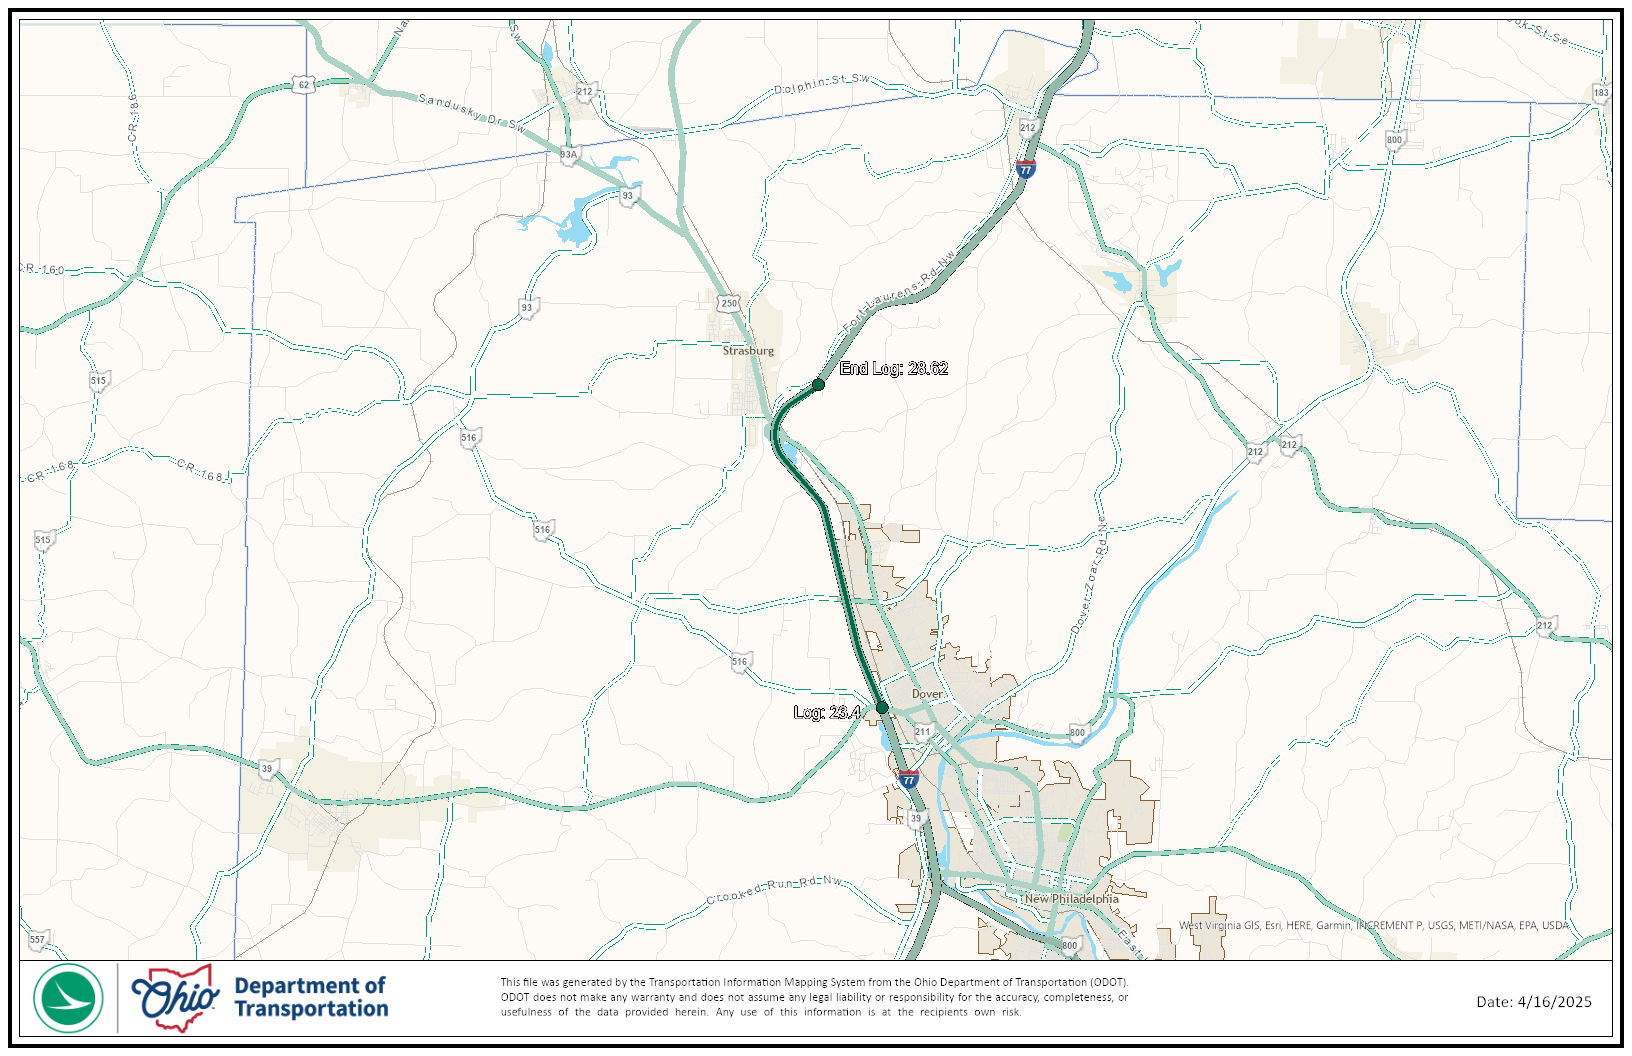 Sw
62
Sandusky Dr Sw
CR 186
212
93A
93
Dolphin St Sw
212
77
183
800
CR 160
93
250
Fort Laurens Rd Nw
Strasburg
End Log: 28.62
515
516
CR 168
CR 168
212
212
515
516
Dover Zoar Rd Ne
212
516
Dover
Log: 23.4
211
800
39
77
39
Crooked Run Rd Nw
New Philadelphia
557
800
East
West Virginia GIS, Esri, HERE, Garmin, INCREMENT P, USGS, METI/NASA, EPA, USDA
Ohio
Department of
Transportation
This file was generated by the Transportation Information Mapping System from the Ohio Department of Transportation (ODOT).
ODOT does not make any warranty and does not assume any legal liability or responsibility for the accuracy, completeness, or
usefulness of the data provided herein. Any use of this information is at the recipients own risk.
Date: 4/16/2025